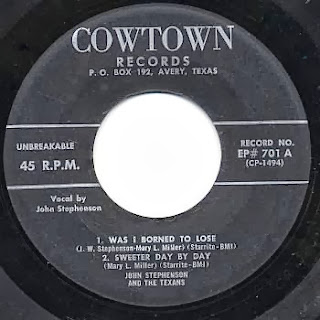 COWTOWN
RECORDS
P. O. BOX 192, AVERY, TEXAS
UNBREAKABLE
45 R.P.M.
RECORD NO.
EP# 701 A
(CP-1494)
Vocal by
John Stephenson
1. WAS I BORNED TO LOSE
(J. W. Stephenson-Mary L. Miller) (Starrite-BMI)
2. SWEETER DAY BY DAY
(Mary L. Miller) (Starrite-BMI)
JOHN STEPHENSON
AND THE TEXANS